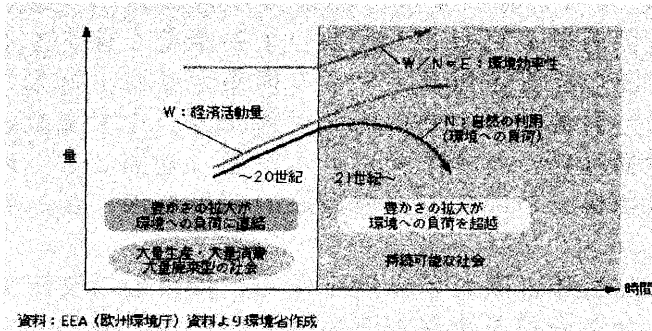 W/N=E:環境効率性
W:経済活動量
N:自然の利用
(環境への負荷)
量
~20世紀
21世紀~
豊かさの拡大が
環境への負荷に直結
豊かさの拡大が
環境への負荷を超越
大量生産・大量消費
大量廃棄型の社会
持続可能な社会
時間
資料:EEA(欧州環境庁)資料より環境省作成